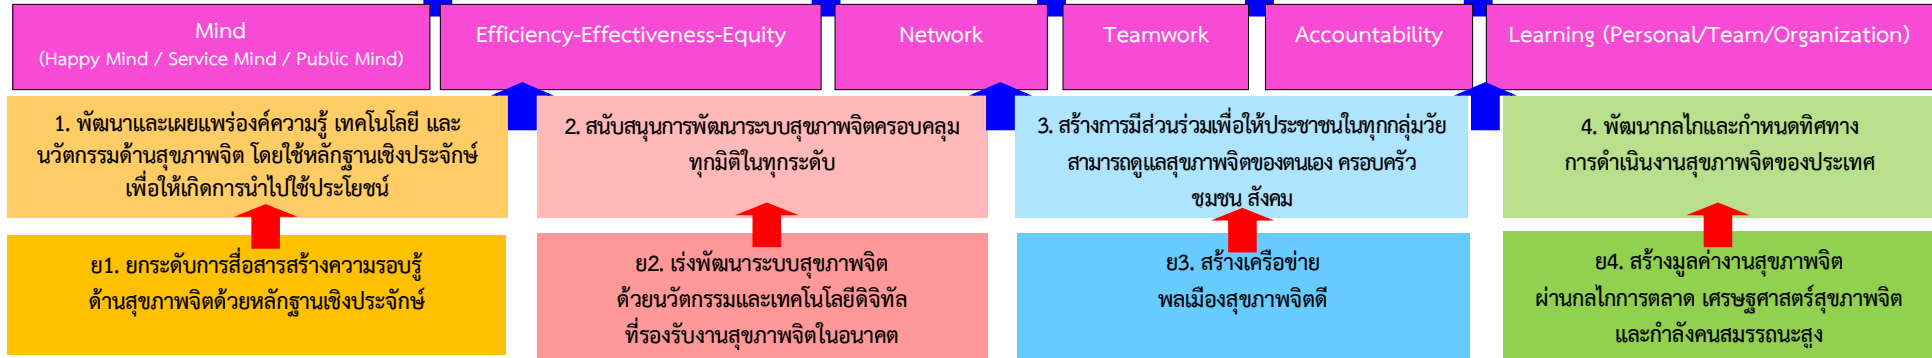 Mind
(Happy Mind / Service Mind / Public Mind)
Efficiency-Effectiveness-Equity
Network
Teamwork
Accountability
Learning (Personal/Team/Organization)
1. พัฒนาและเผยแพร่องค์ความรู้ เทคโนโลยี และ
นวัตกรรมด้านสุขภาพจิต โดยใช้หลักฐานเชิงประจักษ์
เพื่อให้เกิดการนำไปใช้ประโยชน์
2. สนับสนุนการพัฒนาระบบสุขภาพจิตครอบคลุม
ทุกมิติในทุกระดับ
3. สร้างการมีส่วนร่วมเพื่อให้ประชาชนในทุกกลุ่มวัย
สามารถดูแลสุขภาพจิตของตนเอง ครอบครัว
ชุมชน สังคม
4. พัฒนากลไกและกำหนดทิศทาง
การดำเนินงานสุขภาพจิตของประเทศ
ย1. ยกระดับการสื่อสารสร้างความรอบรู้
ด้านสุขภาพจิตด้วยหลักฐานเชิงประจักษ์
ย2. เร่งพัฒนาระบบสุขภาพจิต
ด้วยนวัตกรรมและเทคโนโลยีดิจิทัล
ที่รองรับงานสุขภาพจิตในอนาคต
ย3. สร้างเครือข่าย
พลเมืองสุขภาพจิตดี
ย4. สร้างมูลค่างานสุขภาพจิต
ผ่านกลไกการตลาด เศรษฐศาสตร์สุขภาพจิต
และกำลังคนสมรรถนะสูง